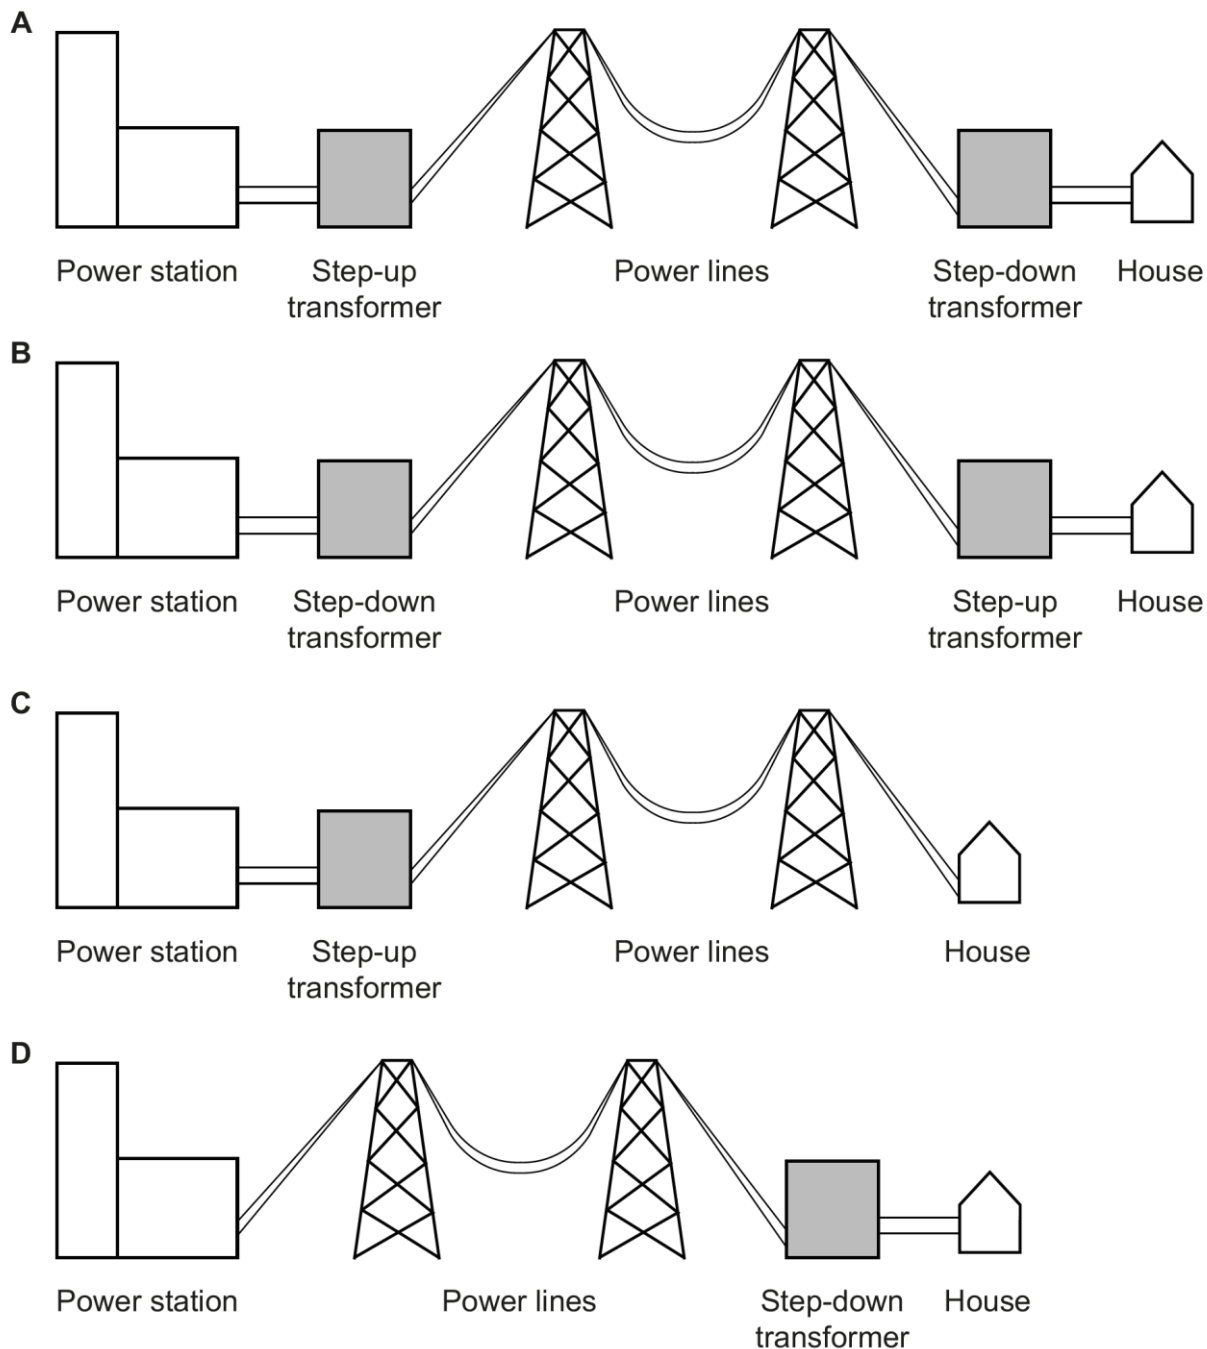 A
Power station Step-up transformer Power lines Step-down transformer House
B
Power station Step-down transformer Power lines Step-up transformer House
C
Power station Step-up transformer Power lines House
D
Power station Power lines Step-down transformer House